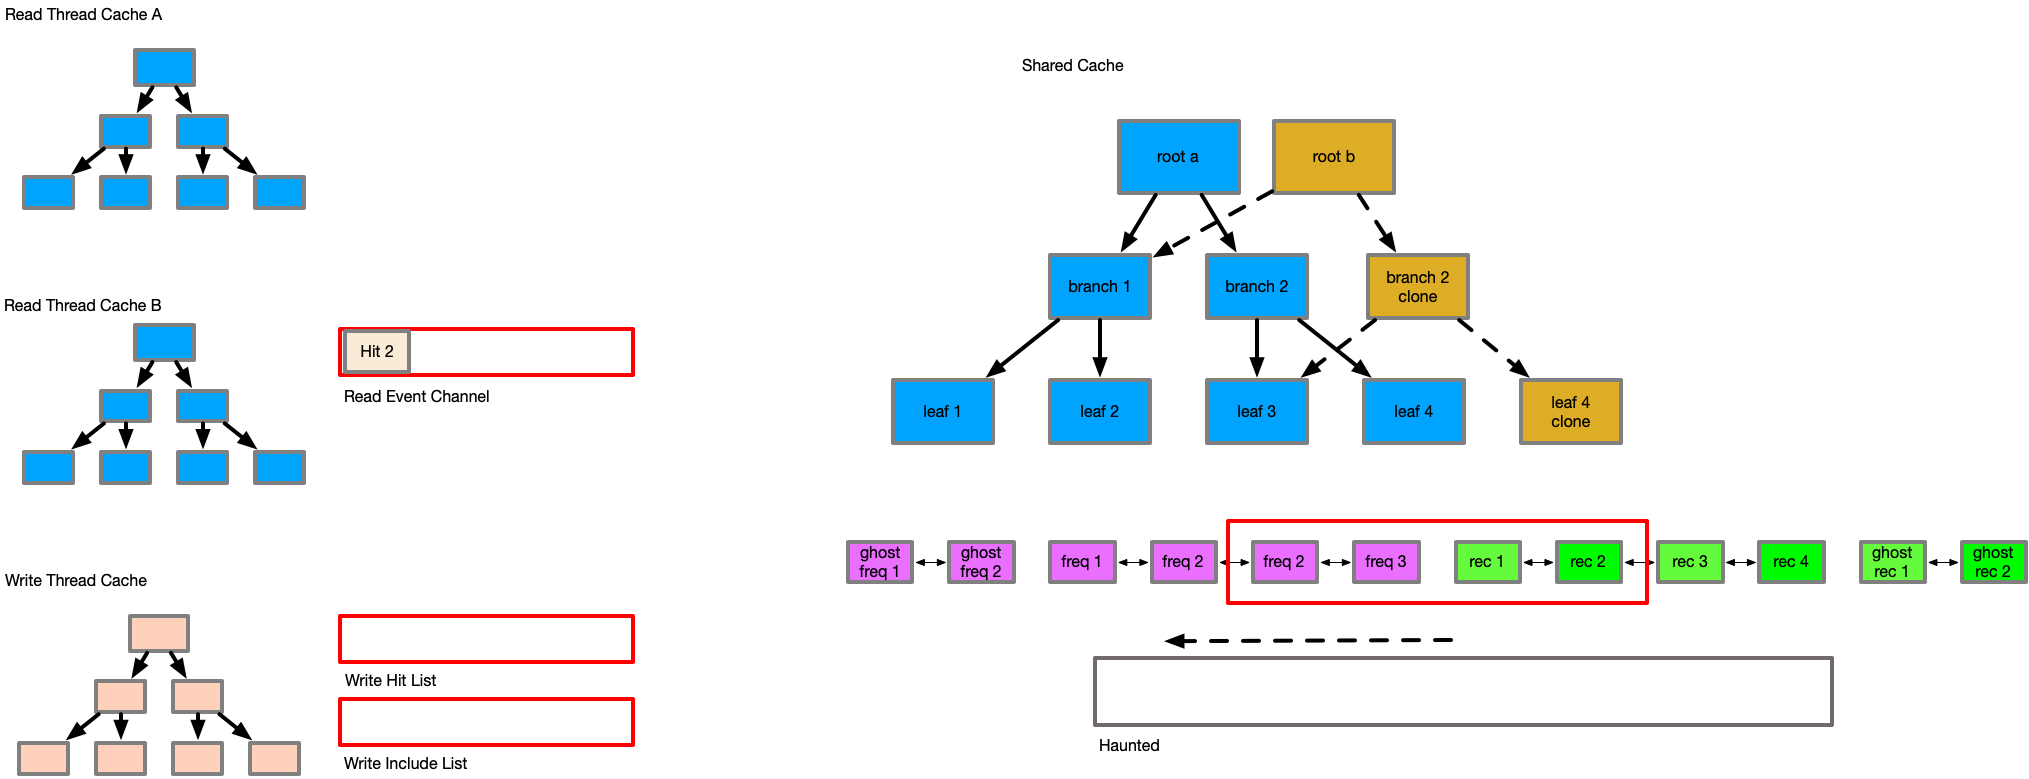 Read Thread Cache A
Shared Cache
root a
root b
branch 1
branch 2
branch 2
clone
leaf 1
leaf 2
leaf 3
leaf 4
leaf 4
clone
Read Thread Cache B
Hit 2
Read Event Channel
ghost
freq 1
ghost
freq 2
freq 1
freq 2
freq 2
freq 3
rec 1
rec 2
rec 3
rec 4
ghost
rec 1
ghost
rec 2
Write Thread Cache
Write Hit List
Write Include List
Haunted